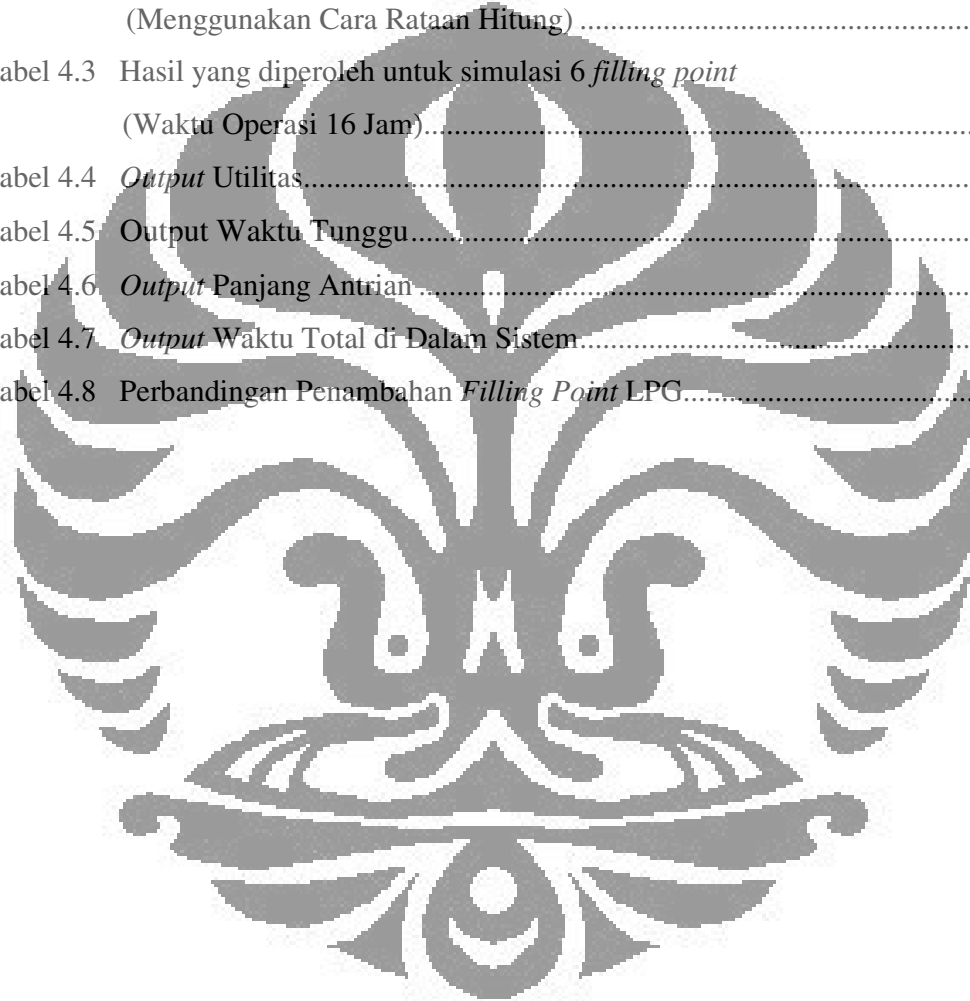 (Menggunakan Cara Rataan Hitung) ..........................................................
abel 4.3 Hasil yang diperoleh untuk simulasi 6 filling point
(Waktu Operasi 16 Jam)..................................................................................
abel 4.4 Output Utilitas....................................................................................................
abel 4.5 Output Waktu Tunggu.....................................................................................
abel 4.6 Output Panjang Antrian ....................................................................................
abel 4.7 Output Waktu Total di Dalam Sistem..........................................................
abel 4.8 Perbandingan Penambahan Filling Point LPG...........................................